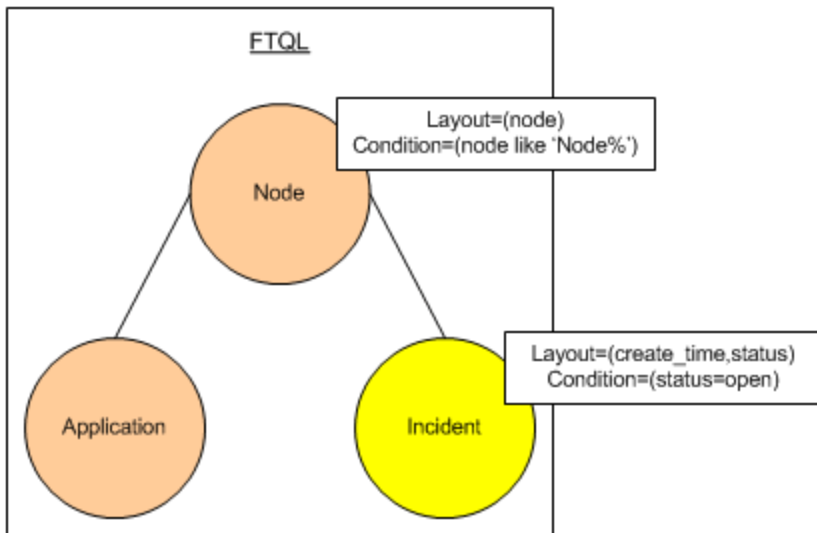 FTQL
Layout=(node)
Condition=(node like ‘Node%’)
Node
Layout=(create_time,status)
Condition=(status=open)
Application
Incident